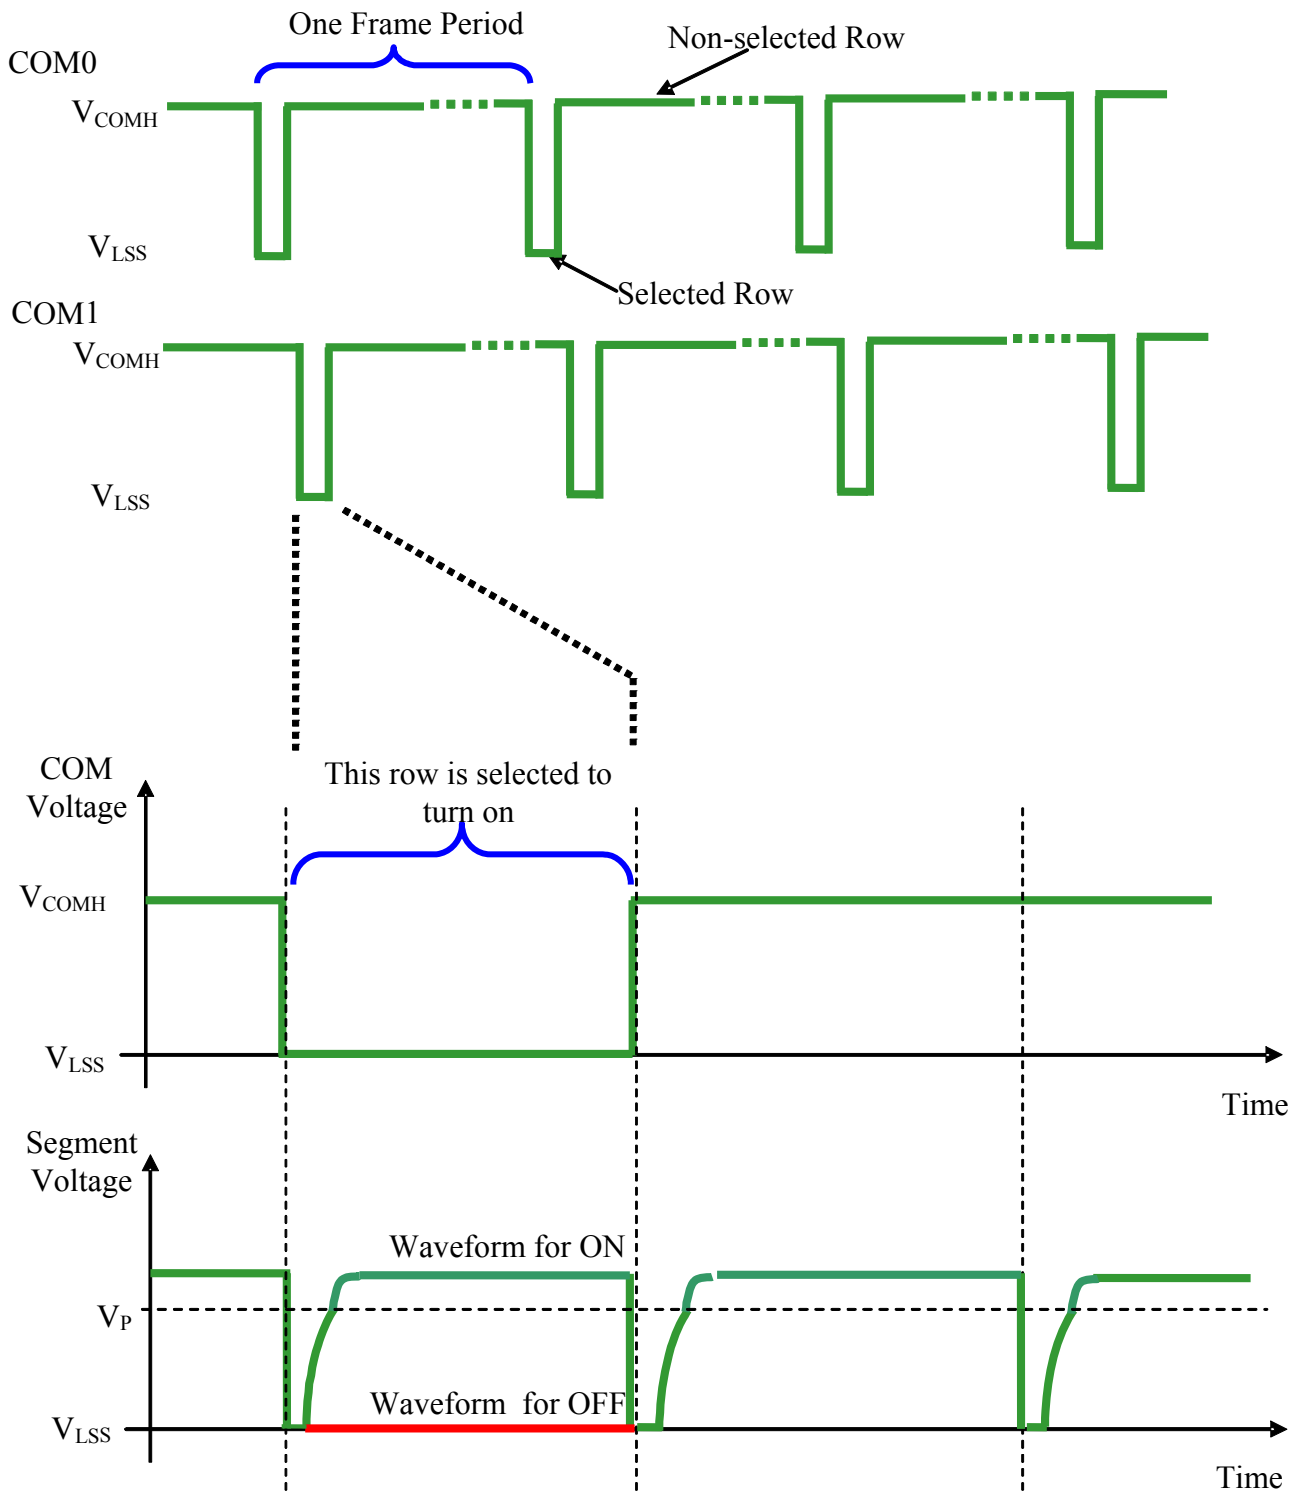 One Frame Period
Non-selected Row
COM0
VCOMH
VLSS
Selected Row
COM1
VCOMH
VLSS
COM
Voltage
This row is selected to
turn on
VCOMH
VLSS
Time
Segment
Voltage
Waveform for ON
VP
Waveform for OFF
VLSS
Time